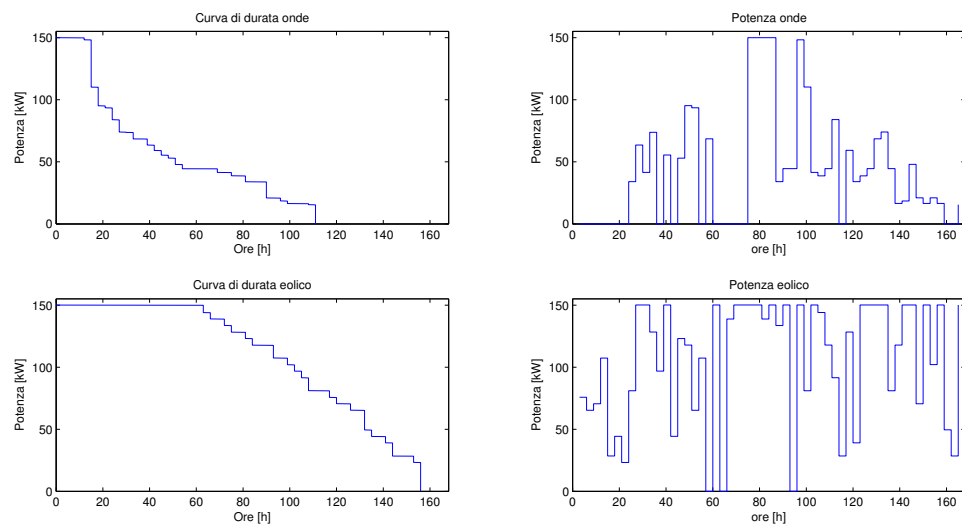 Curva di durata onde
Potenza [kW]
150
100
50
0
0 20 40 60 80 100 120 140 160
Ore [h]
Potenza onde
Potenza [kW]
150
100
50
0
0 20 40 60 80 100 120 140 160
ore [h]
Curva di durata eolico
Potenza [kW]
150
100
50
0
0 20 40 60 80 100 120 140 160
Ore [h]
Potenza eolico
Potenza [kW]
150
100
50
0
0 20 40 60 80 100 120 140 160
ore [h]